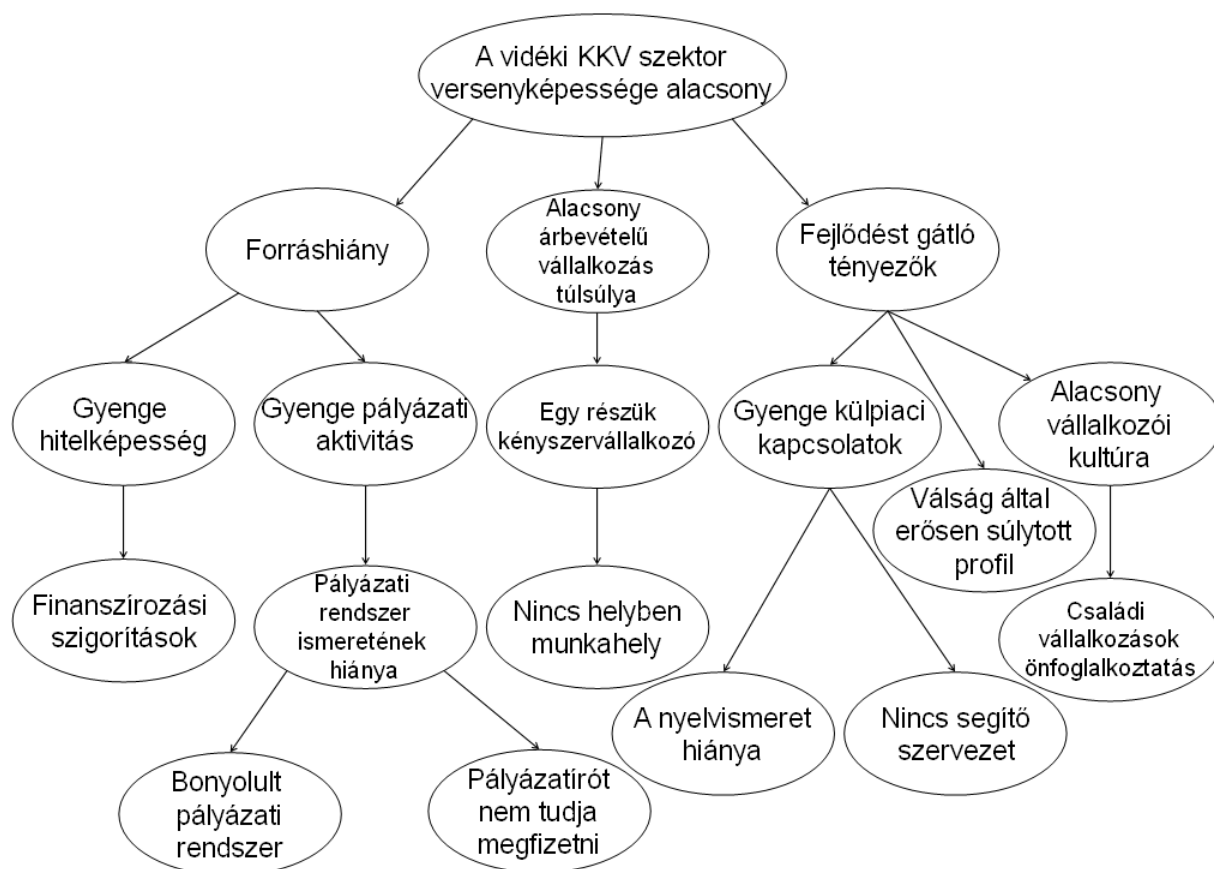 A vidéki KKV szektor
versenyképessége alacsony
Forráshiány
Alacsony
árbevételű
vállalkozás
túlsúlya
Fejlődést gátló
tényezők
Gyenge
hitelképesség
Gyenge pályázati
aktivitás
Egy részük
kényszervállalkozó
Gyenge külpiaci
kapcsolatok
Alacsony
vállalkozói
kultúra
Válság által
erősen súlytott
profil
Finanszírozási
szigorítások
Pályázati
rendszer
ismeretének
hiánya
Nincs helyben
munkahely
Családi
vállalkozások
önfoglalkoztatás
A nyelvismeret
hiánya
Nincs segítő
szervezet
Bonyolult
pályázati
rendszer
Pályázatírót
nem tudja
megfizetni